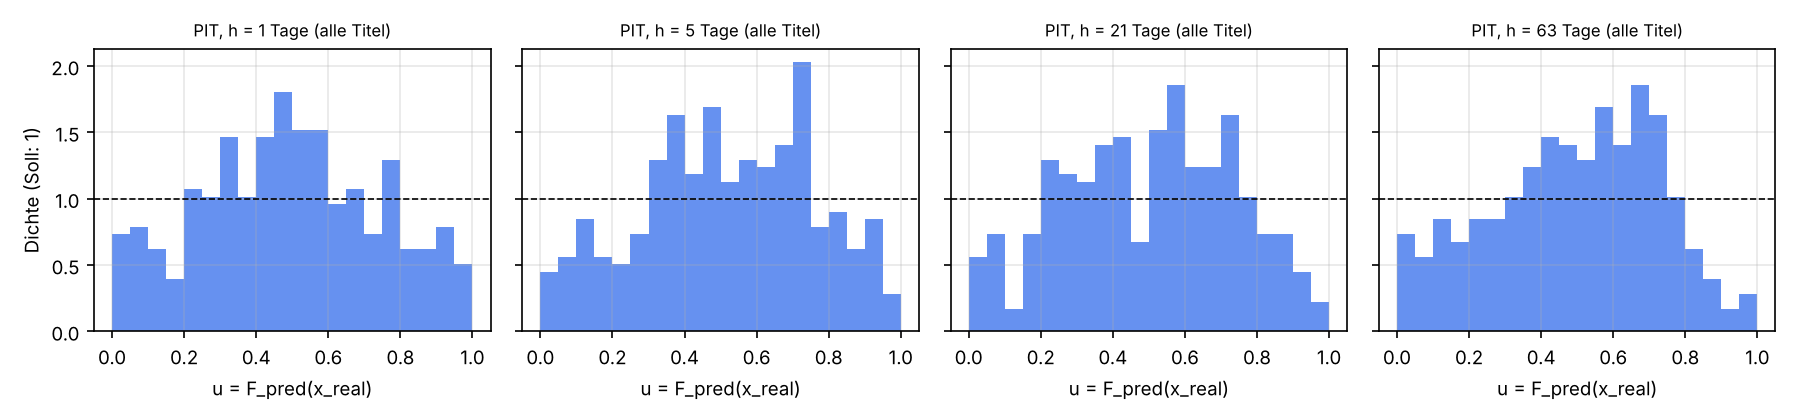 PIT, h = 1 Tage (alle Titel)
PIT, h = 5 Tage (alle Titel)
PIT, h = 21 Tage (alle Titel)
PIT, h = 63 Tage (alle Titel)
Dichte (Soll: 1)
2.0
1.5
1.0
0.5
0.0
0.0 0.2 0.4 0.6 0.8 1.0
0.0 0.2 0.4 0.6 0.8 1.0
0.0 0.2 0.4 0.6 0.8 1.0
0.0 0.2 0.4 0.6 0.8 1.0
u = F_pred(x_real)
u = F_pred(x_real)
u = F_pred(x_real)
u = F_pred(x_real)